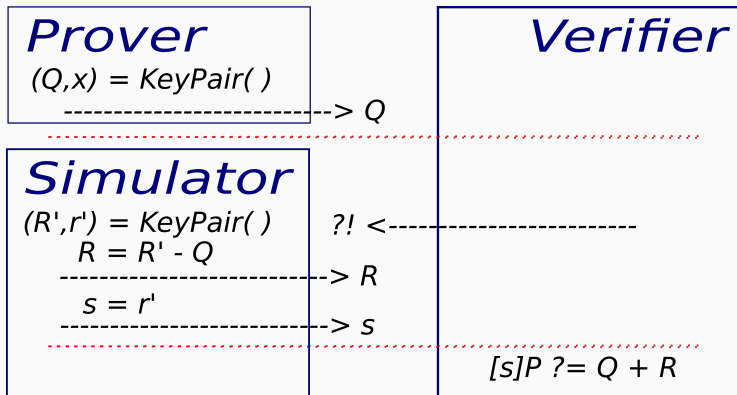 Prover
Verifier
(Q,x) = KeyPair( )
---------------------------> Q
Simulator
(R',r') = KeyPair( )
?! <-------------------------
R = R' - Q
---------------------------> R
s = r'
---------------------------> s
[s]P ?= Q + R